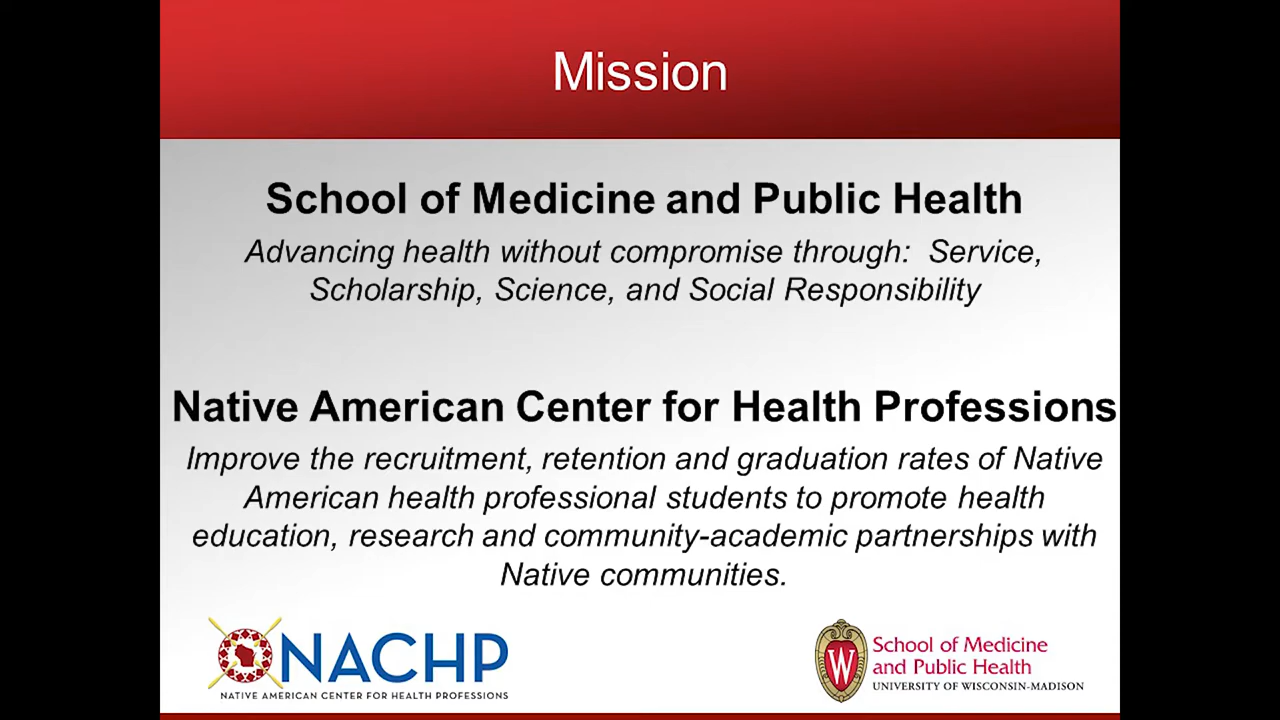 Mission
School of Medicine and Public Health
Advancing health without compromise through:  Service,
Scholarship, Science, and Social Responsibility
Native American Center for Health Professions
Improve the recruitment, retention and graduation rates of Native
American health professional students to promote health
education, research and community-academic partnerships with
Native communities.
NACHP
NATIVE AMERICAN CENTER FOR HEALTH PROFESSIONS
W
School of Medicine
and Public Health
UNIVERSITY OF WISCONSIN-MADISON